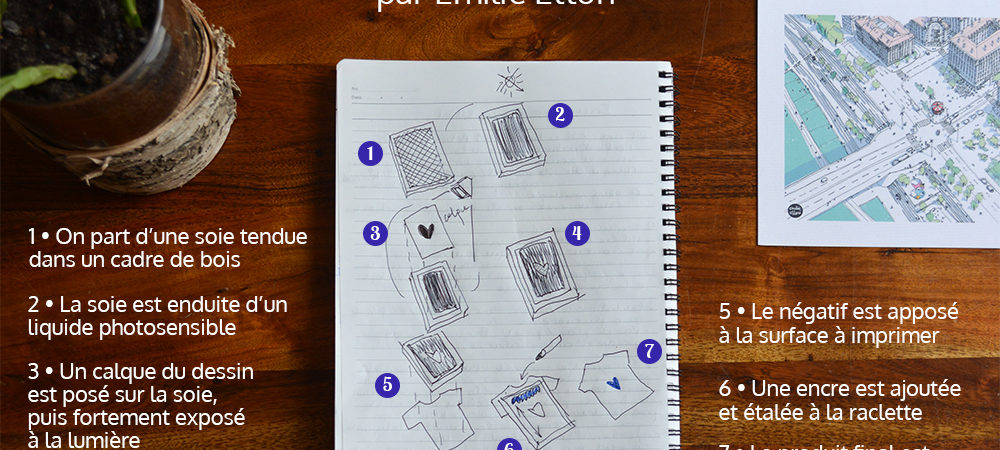 par Emilie Ettori
1
2
3
calque
4
5
6
7
1 • On part d’une soie tendue
dans un cadre de bois
2 • La soie est enduite d’un
liquide photosensible
3 • Un calque du dessin
est posé sur la soie,
puis fortement exposé
à la lumière
5 • Le négatif est apposé
à la surface à imprimer
6 • Une encre est ajoutée
et étalée à la raclette
7 • Le produit final est